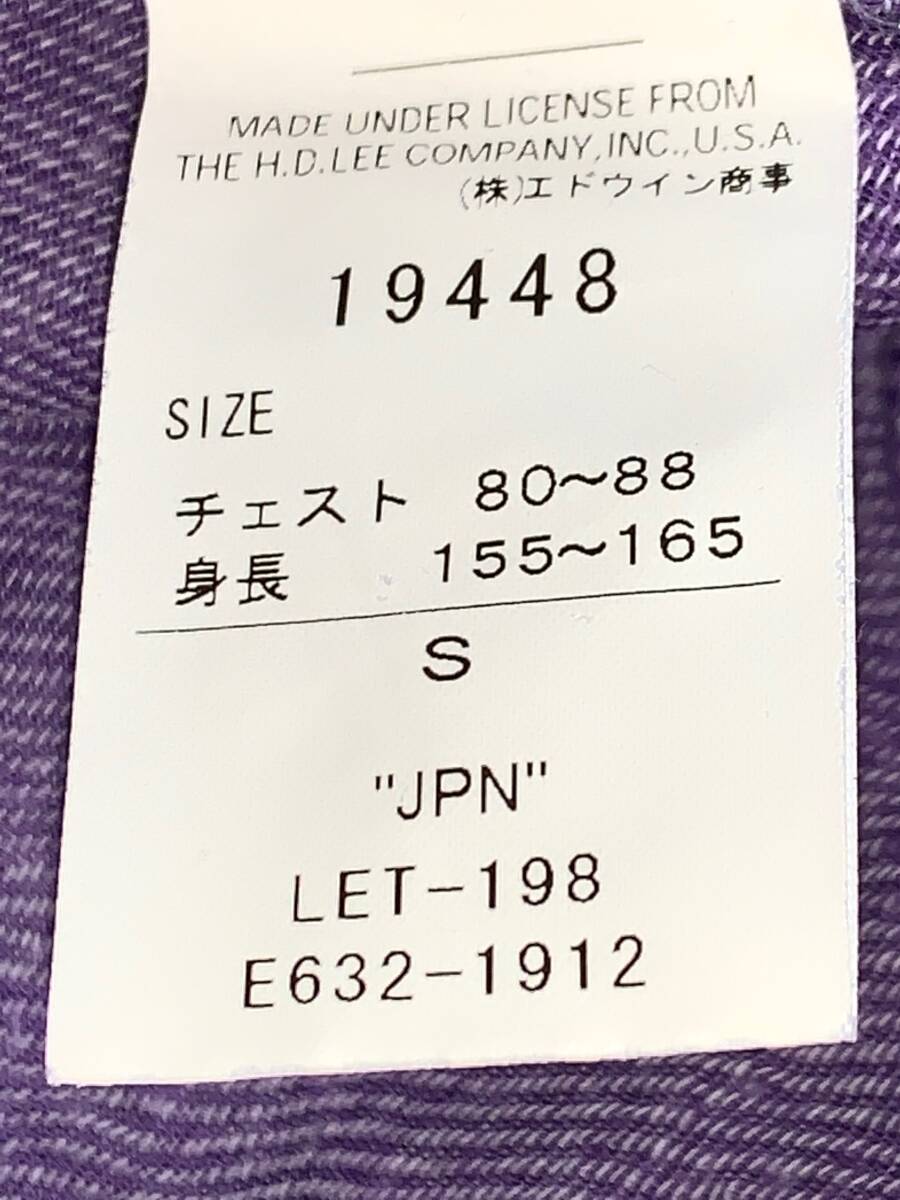 MADE UNDER LICENSE FROM
THE H.D.LEE COMPANY,INC.,U.S.A.
(株)エドウイン商事
19448
SIZE
チェスト 80〜88
身長 155〜165
S
"JPN"
LET-198
E632-1912